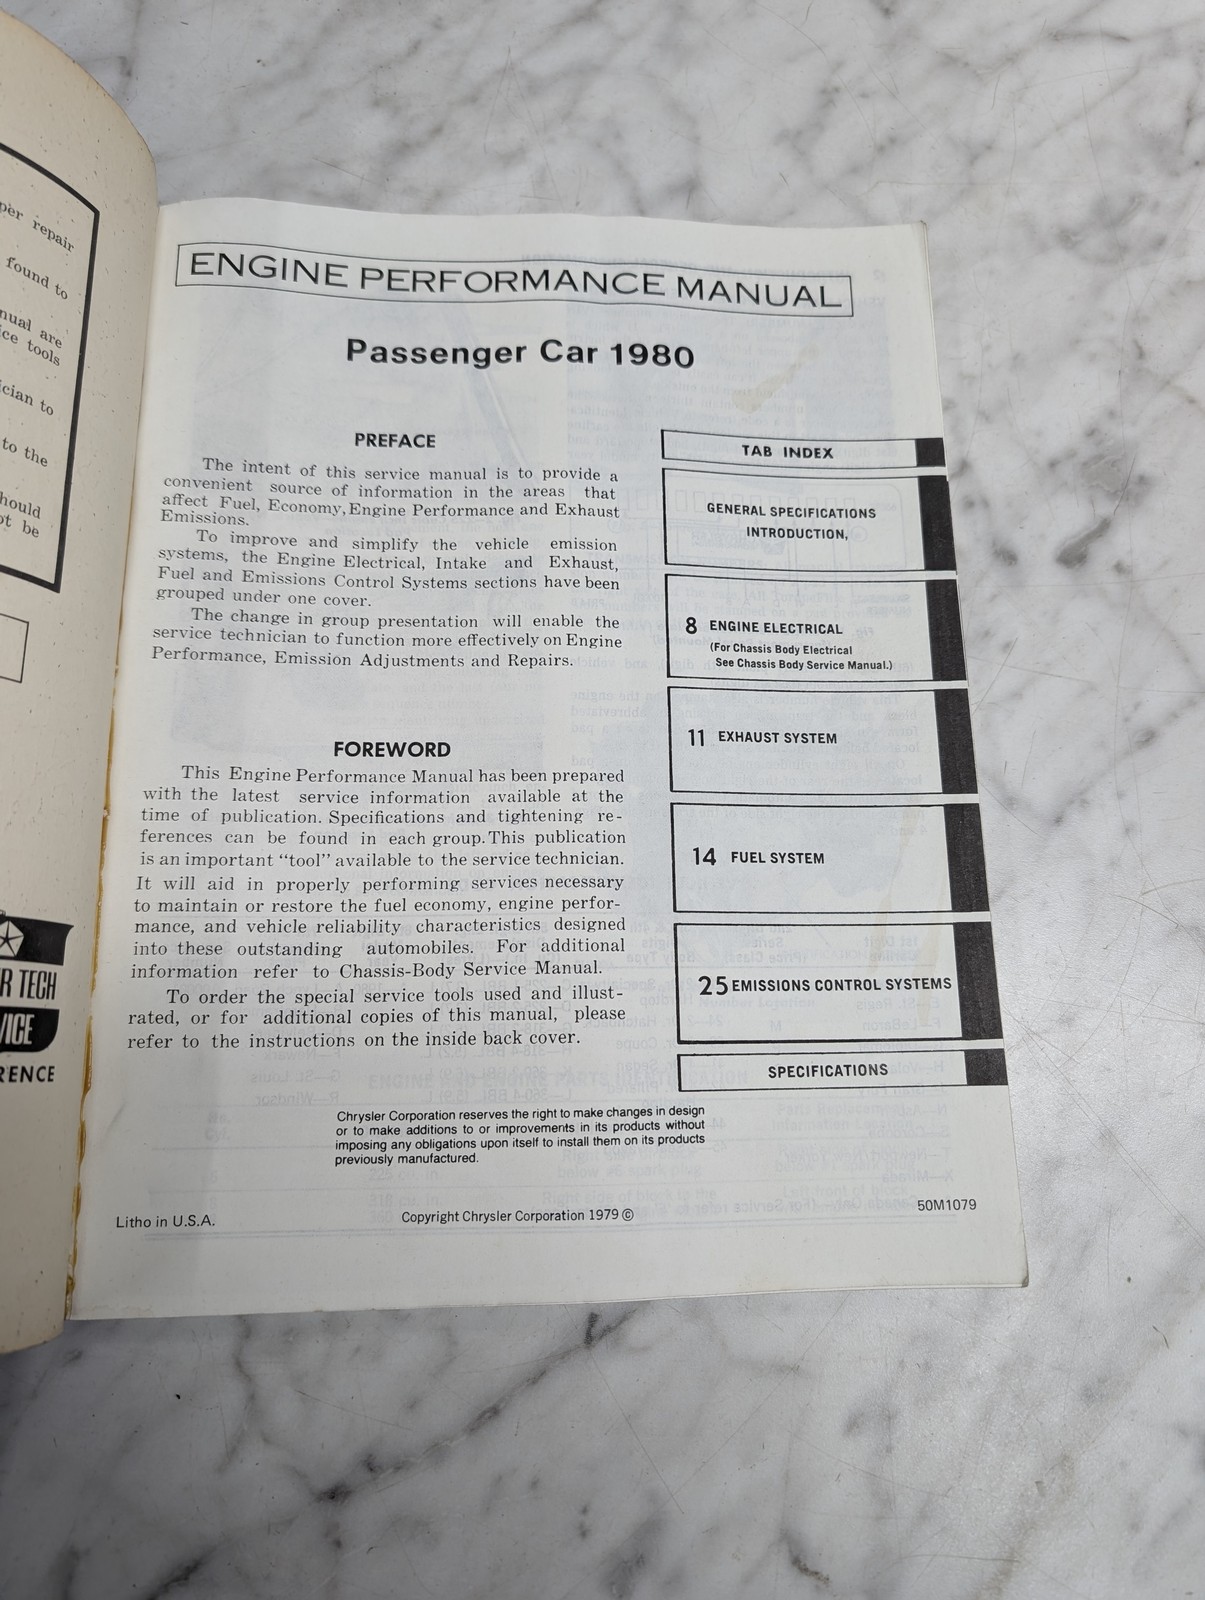 per repair
found to
nual are
ice tools
ician to
to the
hould
ot be
R TECH
VICE
RENCE
ENGINE PERFORMANCE MANUAL
Passenger Car 1980
PREFACE
The intent of this service manual is to provide a
convenient source of information in the areas that
affect Fuel, Economy, Engine Performance and Exhaust
Emissions.
To improve and simplify the vehicle emission
systems, the Engine Electrical, Intake and Exhaust,
Fuel and Emissions Control Systems sections have been
grouped under one cover.
The change in group presentation will enable the
service technician to function more effectively on Engine
Performance, Emission Adjustments and Repairs.
FOREWORD
This Engine Performance Manual has been prepared
with the latest service information available at the
time of publication. Specifications and tightening re-
ferences can be found in each group. This publication
is an important “tool” available to the service technician.
It will aid in properly performing services necessary
to maintain or restore the fuel economy, engine perfor-
mance, and vehicle reliability characteristics designed
into these outstanding automobiles. For additional
information refer to Chassis-Body Service Manual.
To order the special service tools used and illust-
rated, or for additional copies of this manual, please
refer to the instructions on the inside back cover.
TAB INDEX
GENERAL SPECIFICATIONS
INTRODUCTION,
8 ENGINE ELECTRICAL
(For Chassis Body Electrical
See Chassis Body Service Manual.)
11 EXHAUST SYSTEM
14 FUEL SYSTEM
25 EMISSIONS CONTROL SYSTEMS
SPECIFICATIONS
Chrysler Corporation reserves the right to make changes in design
or to make additions to or improvements in its products without
imposing any obligations upon itself to install them on its products
previously manufactured.
Litho in U.S.A.
Copyright Chrysler Corporation 1979 ©
50M1079